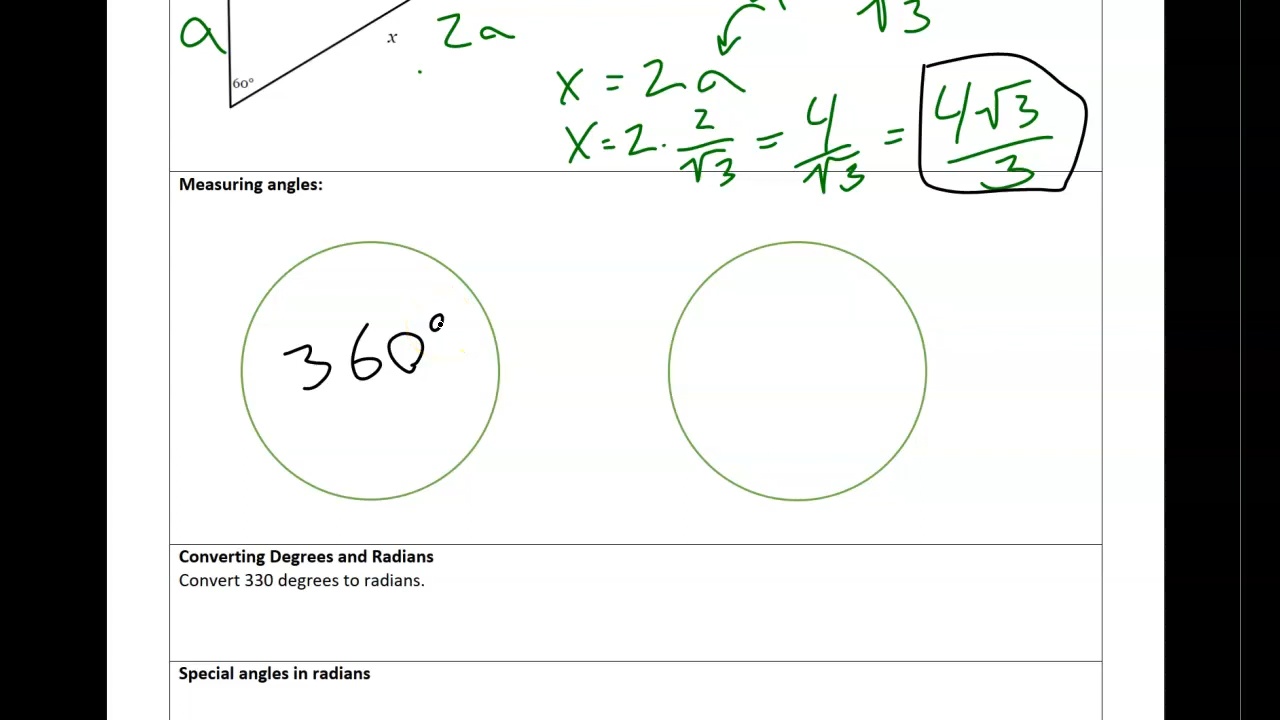 √3
a
x 2a
60°
x = 2a
x = 2 · 2/√3 = 4/√3 = 4√3/3
Measuring angles:
360°
Converting Degrees and Radians
Convert 330 degrees to radians.
Special angles in radians